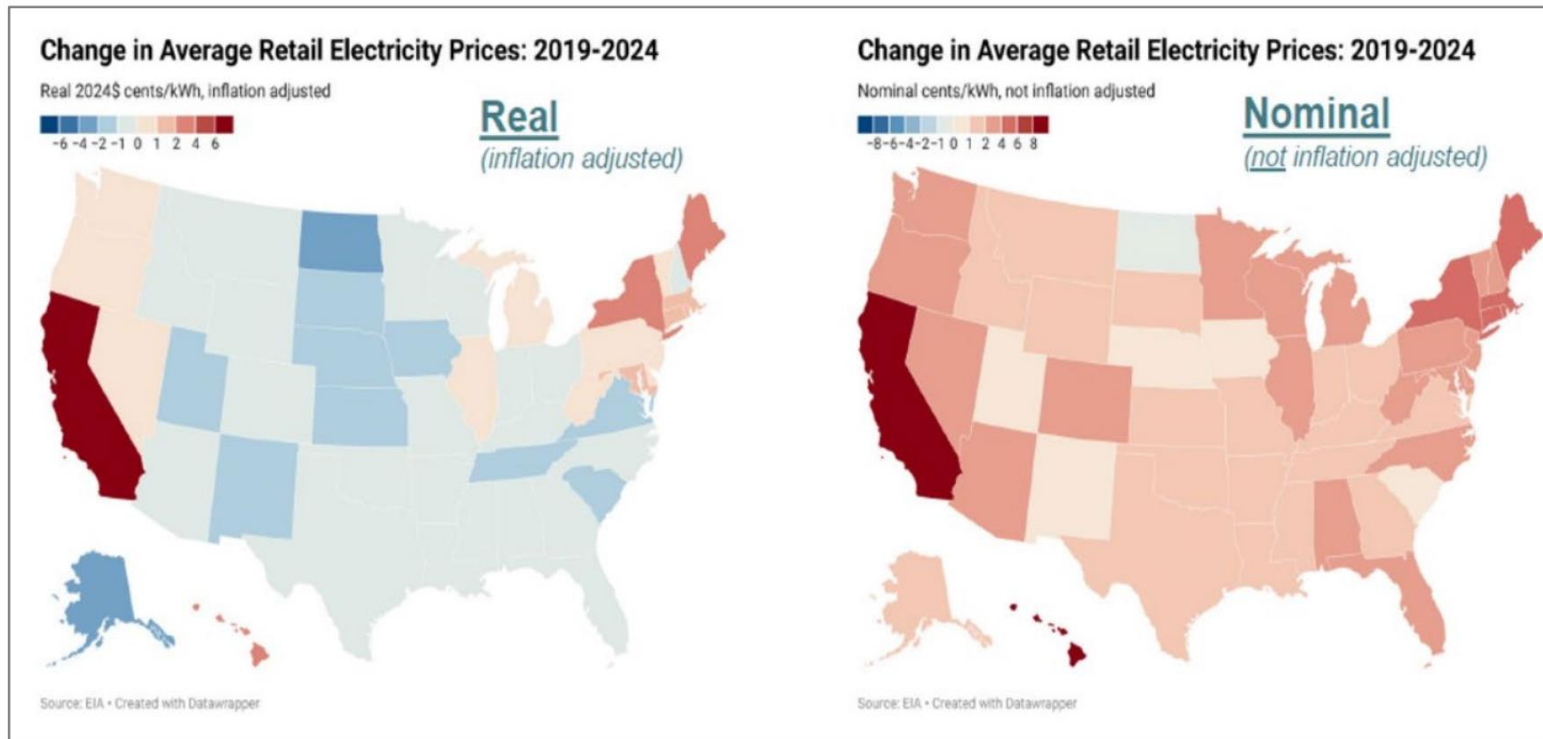 Change in Average Retail Electricity Prices: 2019-2024
Real 2024$ cents/kWh, inflation adjusted
−6 −4 −2 −1 0 1 2 4 6
Real
(inflation adjusted)
Source: EIA • Created with Datawrapper
Change in Average Retail Electricity Prices: 2019-2024
Nominal cents/kWh, not inflation adjusted
−8−6−4−2−1 0 1 2 4 6 8
Nominal
(not inflation adjusted)
Source: EIA • Created with Datawrapper